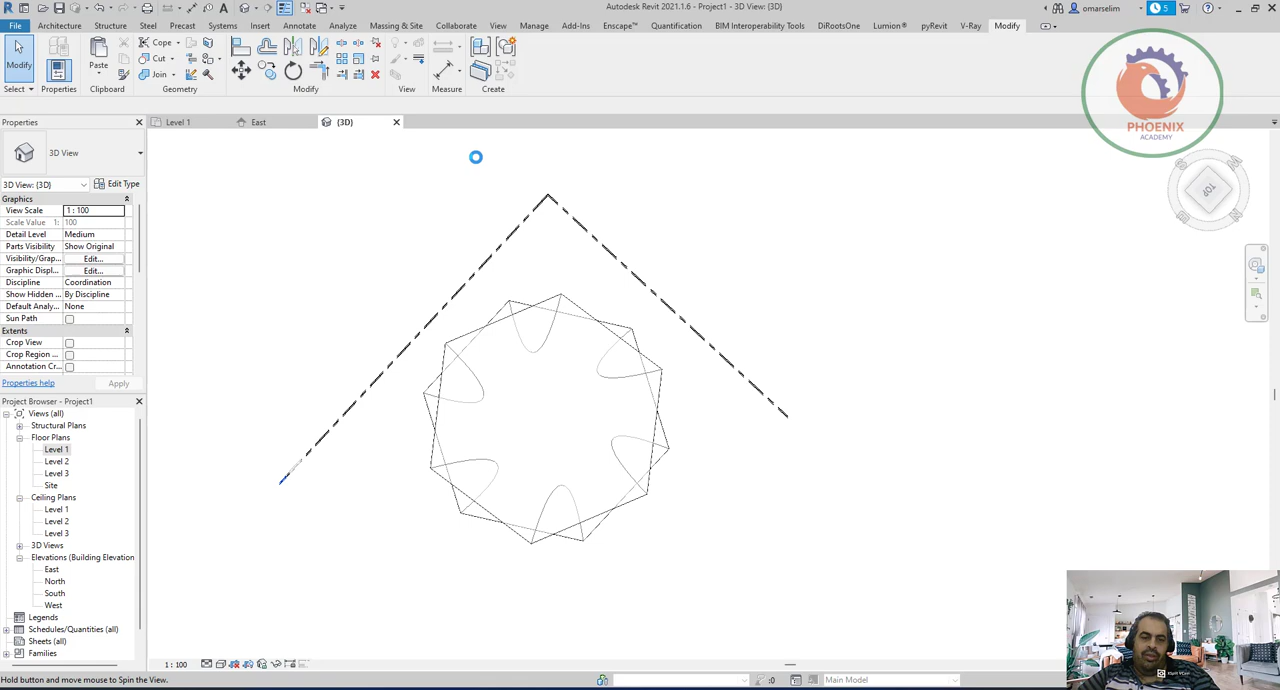 Autodesk Revit 2021.1.6 - Project1 - 3D View: {3D}
omarselim
5
File Architecture Structure Steel Precast Systems Insert Annotate Analyze Massing & Site Collaborate View Manage Add-Ins Enscape™ Quantification BIM Interoperability Tools DiRootsOne Lumion® pyRevit V-Ray Modify
Modify
Properties
Paste
Cope
Cut
Join
Select Properties Clipboard Geometry Modify View Measure Create
PHOENIX
ACADEMY
Properties
Level 1
East
{3D}
3D View
3D View: {3D} Edit Type
Graphics
View Scale 1 : 100
Scale Value 1: 100
Detail Level Medium
Parts Visibility Show Original
Visibility/Grap... Edit...
Graphic Displ... Edit...
Discipline Coordination
Show Hidden ... By Discipline
Default Analy... None
Sun Path
Extents
Crop View
Crop Region ...
Annotation Cr...
Properties help Apply
Project Browser - Project1
Views (all)
Structural Plans
Floor Plans
Level 1
Level 2
Level 3
Site
Ceiling Plans
Level 1
Level 2
Level 3
3D Views
Elevations (Building Elevation
East
North
South
West
Legends
Schedules/Quantities (all)
Sheets (all)
Families
TOP
1 : 100
Hold button and move mouse to Spin the View.
:0
Main Model